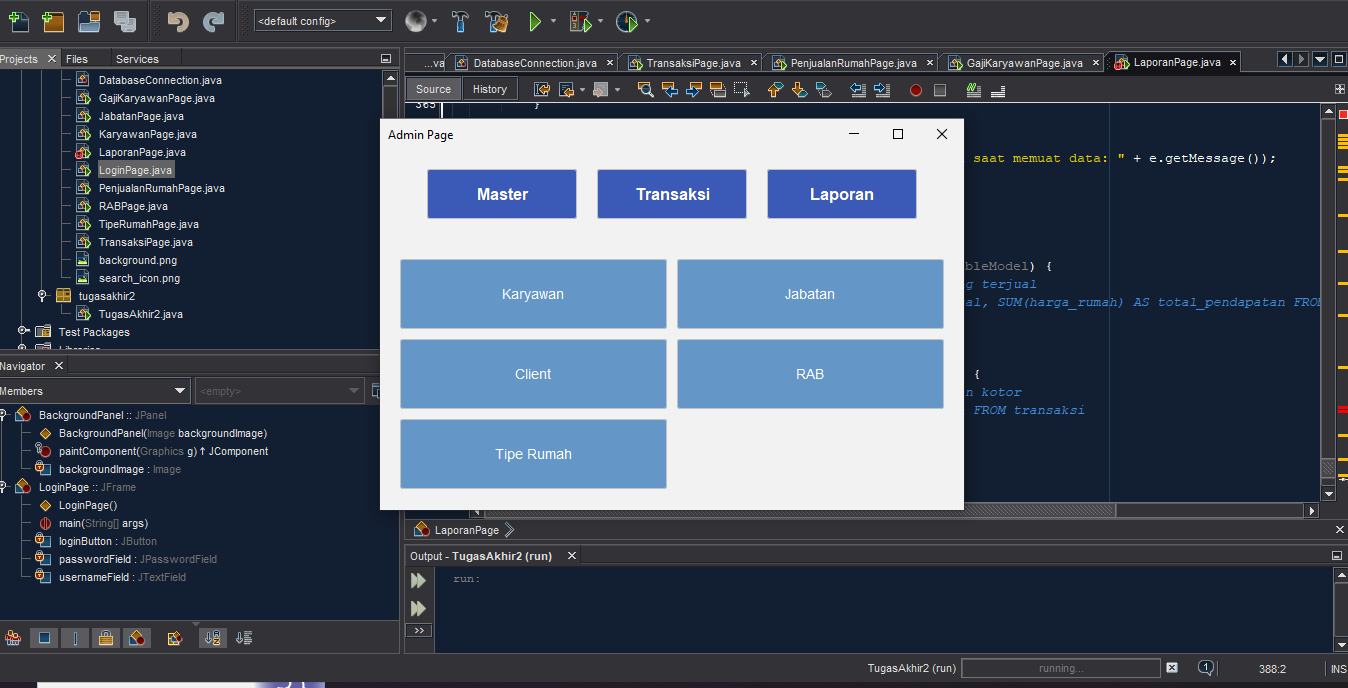 <default config>
Projects
Files
Services
DatabaseConnection.java
GajiKaryawanPage.java
JabatanPage.java
KaryawanPage.java
LaporanPage.java
LoginPage.java
PenjualanRumahPage.java
RABPage.java
TipeRumahPage.java
TransaksiPage.java
background.png
search_icon.png
tugasakhir2
TugasAkhir2.java
Test Packages
Libraries
Navigator
Members
<empty>
BackgroundPanel :: JPanel
BackgroundPanel(Image backgroundImage)
paintComponent(Graphics g) ↑ JComponent
backgroundImage : Image
LoginPage :: JFrame
LoginPage()
main(String[] args)
loginButton : JButton
passwordField : JPasswordField
usernameField : JTextField
...va
DatabaseConnection.java
TransaksiPage.java
PenjualanRumahPage.java
GajiKaryawanPage.java
LaporanPage.java
Source
History
365
}
saat memuat data: " + e.getMessage());
bleModel) {
g terjual
al, SUM(harga_rumah) AS total_pendapatan FROM
{
n kotor
FROM transaksi
Admin Page
Master
Transaksi
Laporan
Karyawan
Jabatan
Client
RAB
Tipe Rumah
LaporanPage
Output - TugasAkhir2 (run)
run:
>>
TugasAkhir2 (run)
running...
1
388:2
INS